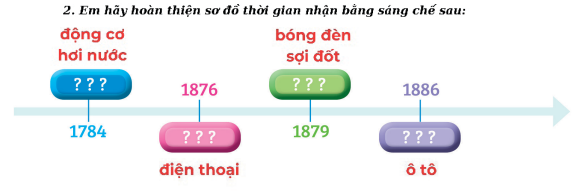 2. Em hãy hoàn thiện sơ đồ thời gian nhận bằng sáng chế sau:
động cơ
hơi nước
? ? ?
1784
1876
? ? ?
điện thoại
bóng đèn
sợi đốt
? ? ?
1879
1886
? ? ?
ô tô